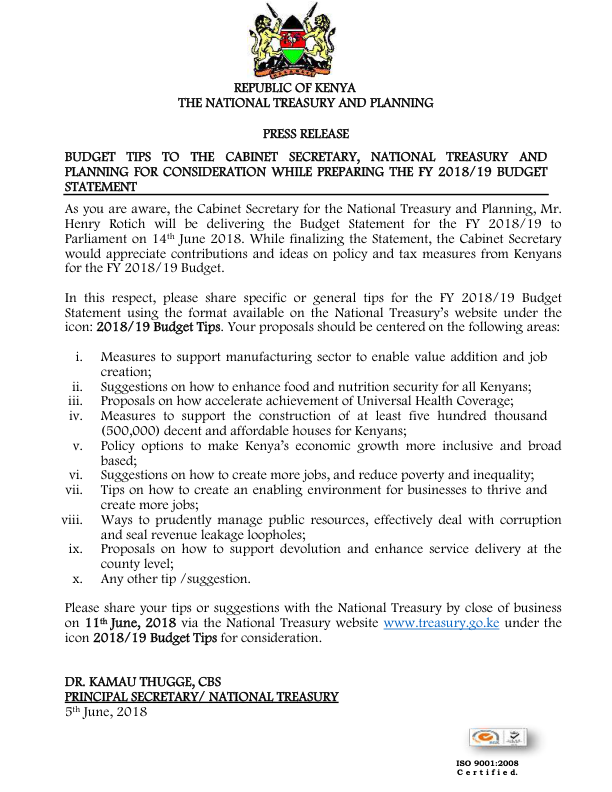 REPUBLIC OF KENYA
THE NATIONAL TREASURY AND PLANNING
PRESS RELEASE
BUDGET TIPS TO THE CABINET SECRETARY, NATIONAL TREASURY AND
PLANNING FOR CONSIDERATION WHILE PREPARING THE FY 2018/19 BUDGET
STATEMENT
As you are aware, the Cabinet Secretary for the National Treasury and Planning, Mr.
Henry Rotich will be delivering the Budget Statement for the FY 2018/19 to
Parliament on 14th June 2018. While finalizing the Statement, the Cabinet Secretary
would appreciate contributions and ideas on policy and tax measures from Kenyans
for the FY 2018/19 Budget.
In this respect, please share specific or general tips for the FY 2018/19 Budget
Statement using the format available on the National Treasury's website under the
icon: 2018/19 Budget Tips. Your proposals should be centered on the following areas:
i. Measures to support manufacturing sector to enable value addition and job
creation;
ii. Suggestions on how to enhance food and nutrition security for all Kenyans;
iii. Proposals on how accelerate achievement of Universal Health Coverage;
iv. Measures to support the construction of at least five hundred thousand
(500,000) decent and affordable houses for Kenyans;
v. Policy options to make Kenya's economic growth more inclusive and broad
based;
vi. Suggestions on how to create more jobs, and reduce poverty and inequality;
vii. Tips on how to create an enabling environment for businesses to thrive and
create more jobs;
viii. Ways to prudently manage public resources, effectively deal with corruption
and seal revenue leakage loopholes;
ix. Proposals on how to support devolution and enhance service delivery at the
county level;
x. Any other tip /suggestion.
Please share your tips or suggestions with the National Treasury by close of business
on 11th June, 2018 via the National Treasury website www.treasury.go.ke under the
icon 2018/19 Budget Tips for consideration.
DR. KAMAU THUGGE, CBS
PRINCIPAL SECRETARY/ NATIONAL TREASURY
5th June, 2018
ISO 9001:2008
Certified.